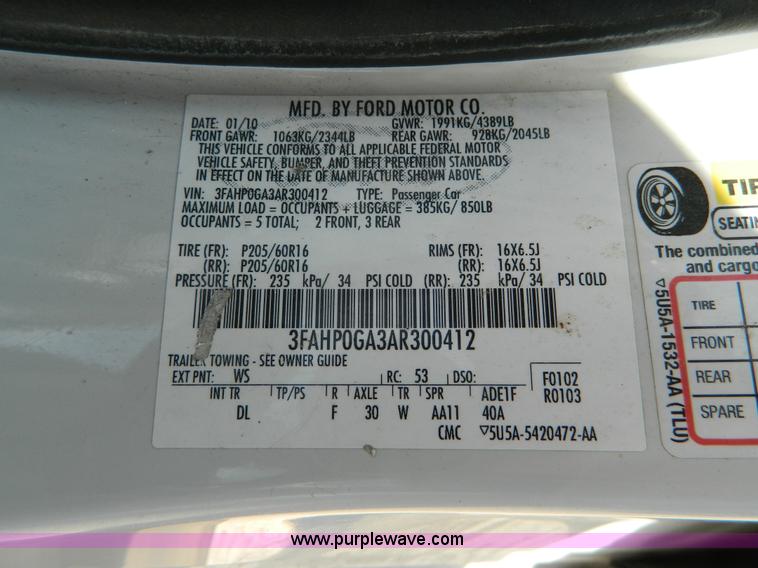 MFD. BY FORD MOTOR CO.
DATE: 01/10 GVWR: 1991KG/4389LB
FRONT GAWR: 1063KG/2344LB REAR GAWR: 928KG/2045LB
THIS VEHICLE CONFORMS TO ALL APPLICABLE FEDERAL MOTOR
VEHICLE SAFETY, BUMPER, AND THEFT PREVENTION STANDARDS
IN EFFECT ON THE DATE OF MANUFACTURE SHOWN ABOVE.
VIN: 3FAHP0GA3AR300412 TYPE: Passenger Car
MAXIMUM LOAD = OCCUPANTS + LUGGAGE = 385KG/ 850LB
OCCUPANTS = 5 TOTAL; 2 FRONT, 3 REAR
TIRE (FR): P205/60R16 RIMS (FR): 16X6.5J
(RR): P205/60R16 (RR): 16X6.5J
PRESSURE (FR): 235 kPa/ 34 PSI COLD (RR): 235 kPa/ 34 PSI COLD
3FAHP0GA3AR300412
TRAILER TOWING - SEE OWNER GUIDE
EXT PNT: WS RC: 53 DSO: F0102
R0103
INT TR TP/PS R AXLE TR SPR ADE1F
DL F 30 W AA11 40A
CMC ▽5U5A-5420472-AA
TIR
SEATIN
The combined
and cargo
TIRE
FRONT
REAR
SPARE
▽5U5A-1532-AA (TLU)
www.purplewave.com